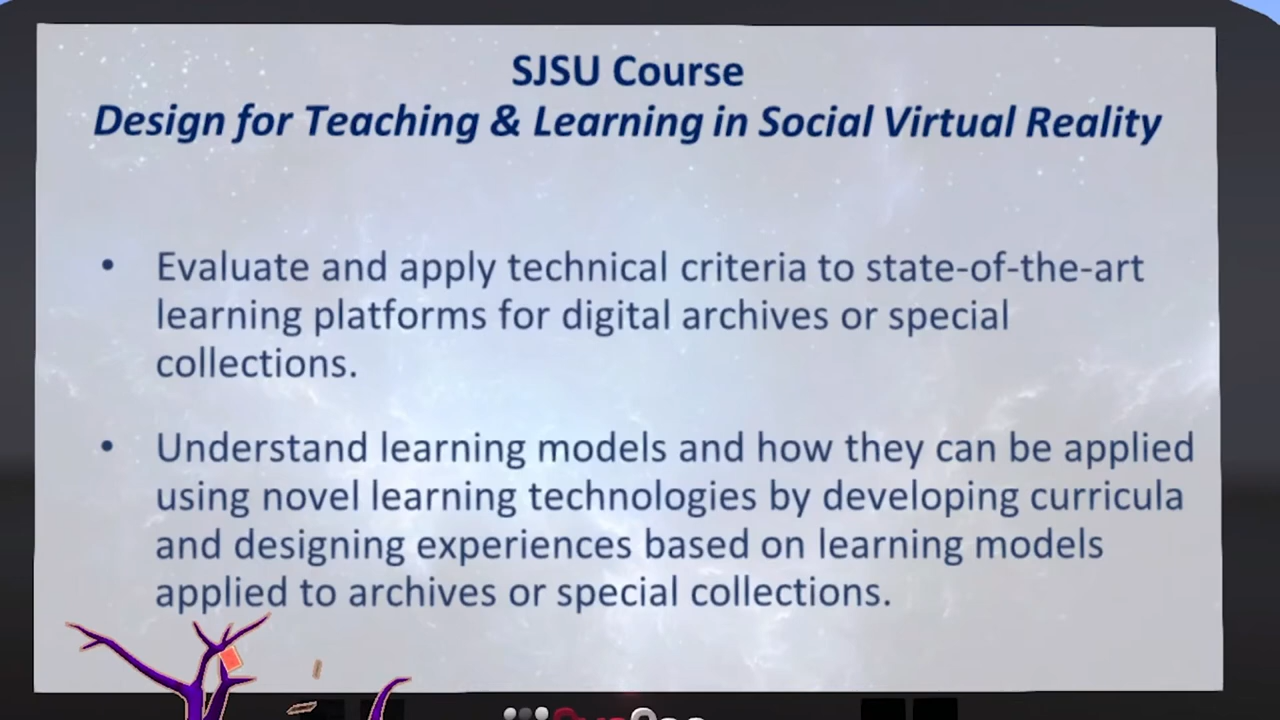 SJSU Course
Design for Teaching & Learning in Social Virtual Reality
• Evaluate and apply technical criteria to state-of-the-art
learning platforms for digital archives or special
collections.
• Understand learning models and how they can be applied
using novel learning technologies by developing curricula
and designing experiences based on learning models
applied to archives or special collections.